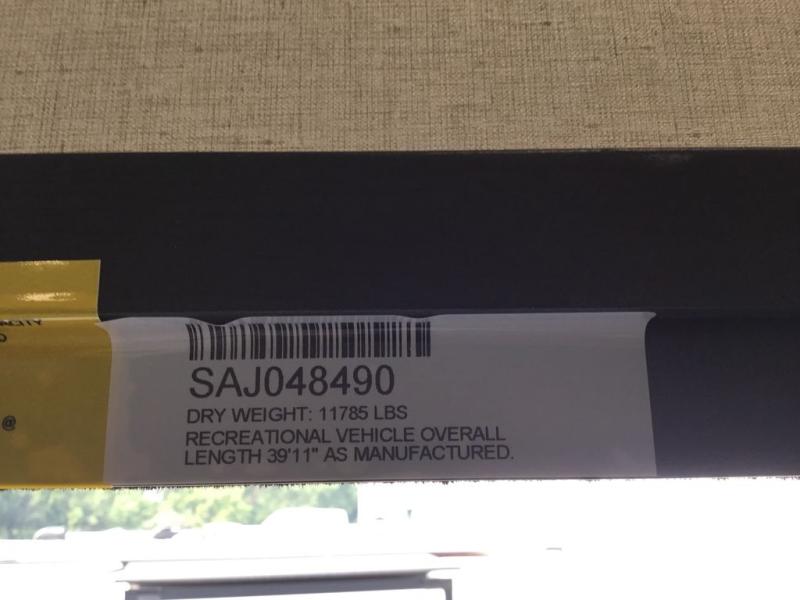 @
SAJ048490
DRY WEIGHT: 11785 LBS
RECREATIONAL VEHICLE OVERALL
LENGTH 39'11" AS MANUFACTURED.